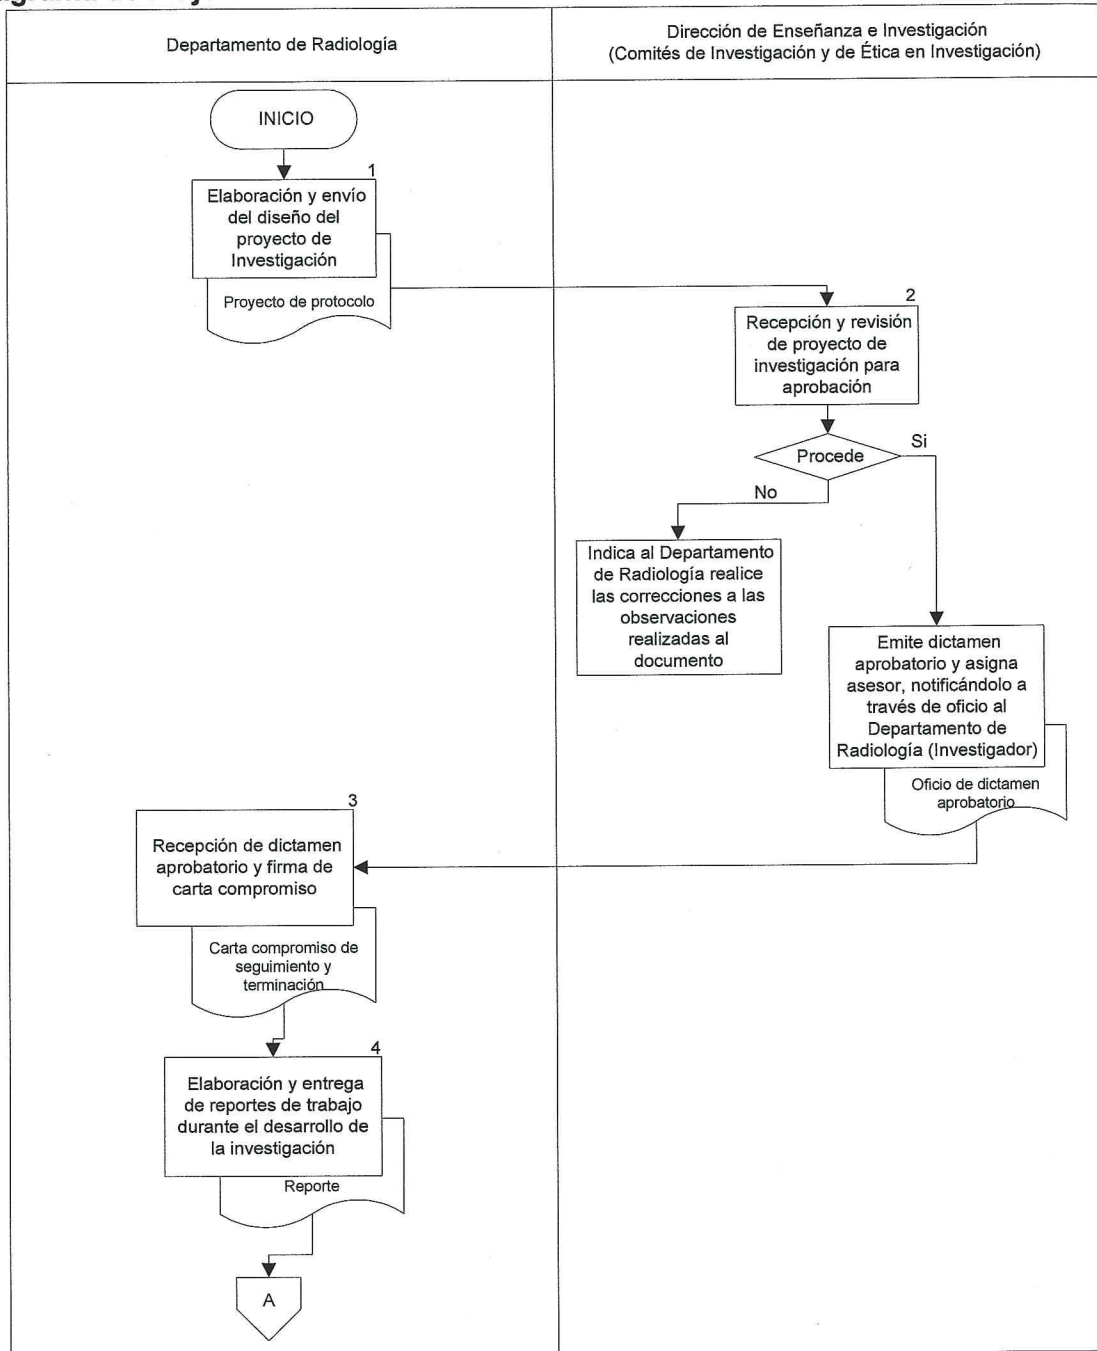 Departamento de Radiología
Dirección de Enseñanza e Investigación
(Comités de Investigación y de Ética en Investigación)
INICIO
1
Elaboración y envío
del diseño del
proyecto de
Investigación
Proyecto de protocolo
2
Recepción y revisión
de proyecto de
investigación para
aprobación
Procede
Si
No
Indica al Departamento
de Radiología realice
las correcciones a las
observaciones
realizadas al
documento
Emite dictamen
aprobatorio y asigna
asesor, notificándolo a
través de oficio al
Departamento de
Radiología (Investigador)
Oficio de dictamen
aprobatorio
3
Recepción de dictamen
aprobatorio y firma de
carta compromiso
Carta compromiso de
seguimiento y
terminación
4
Elaboración y entrega
de reportes de trabajo
durante el desarrollo de
la investigación
Reporte
A